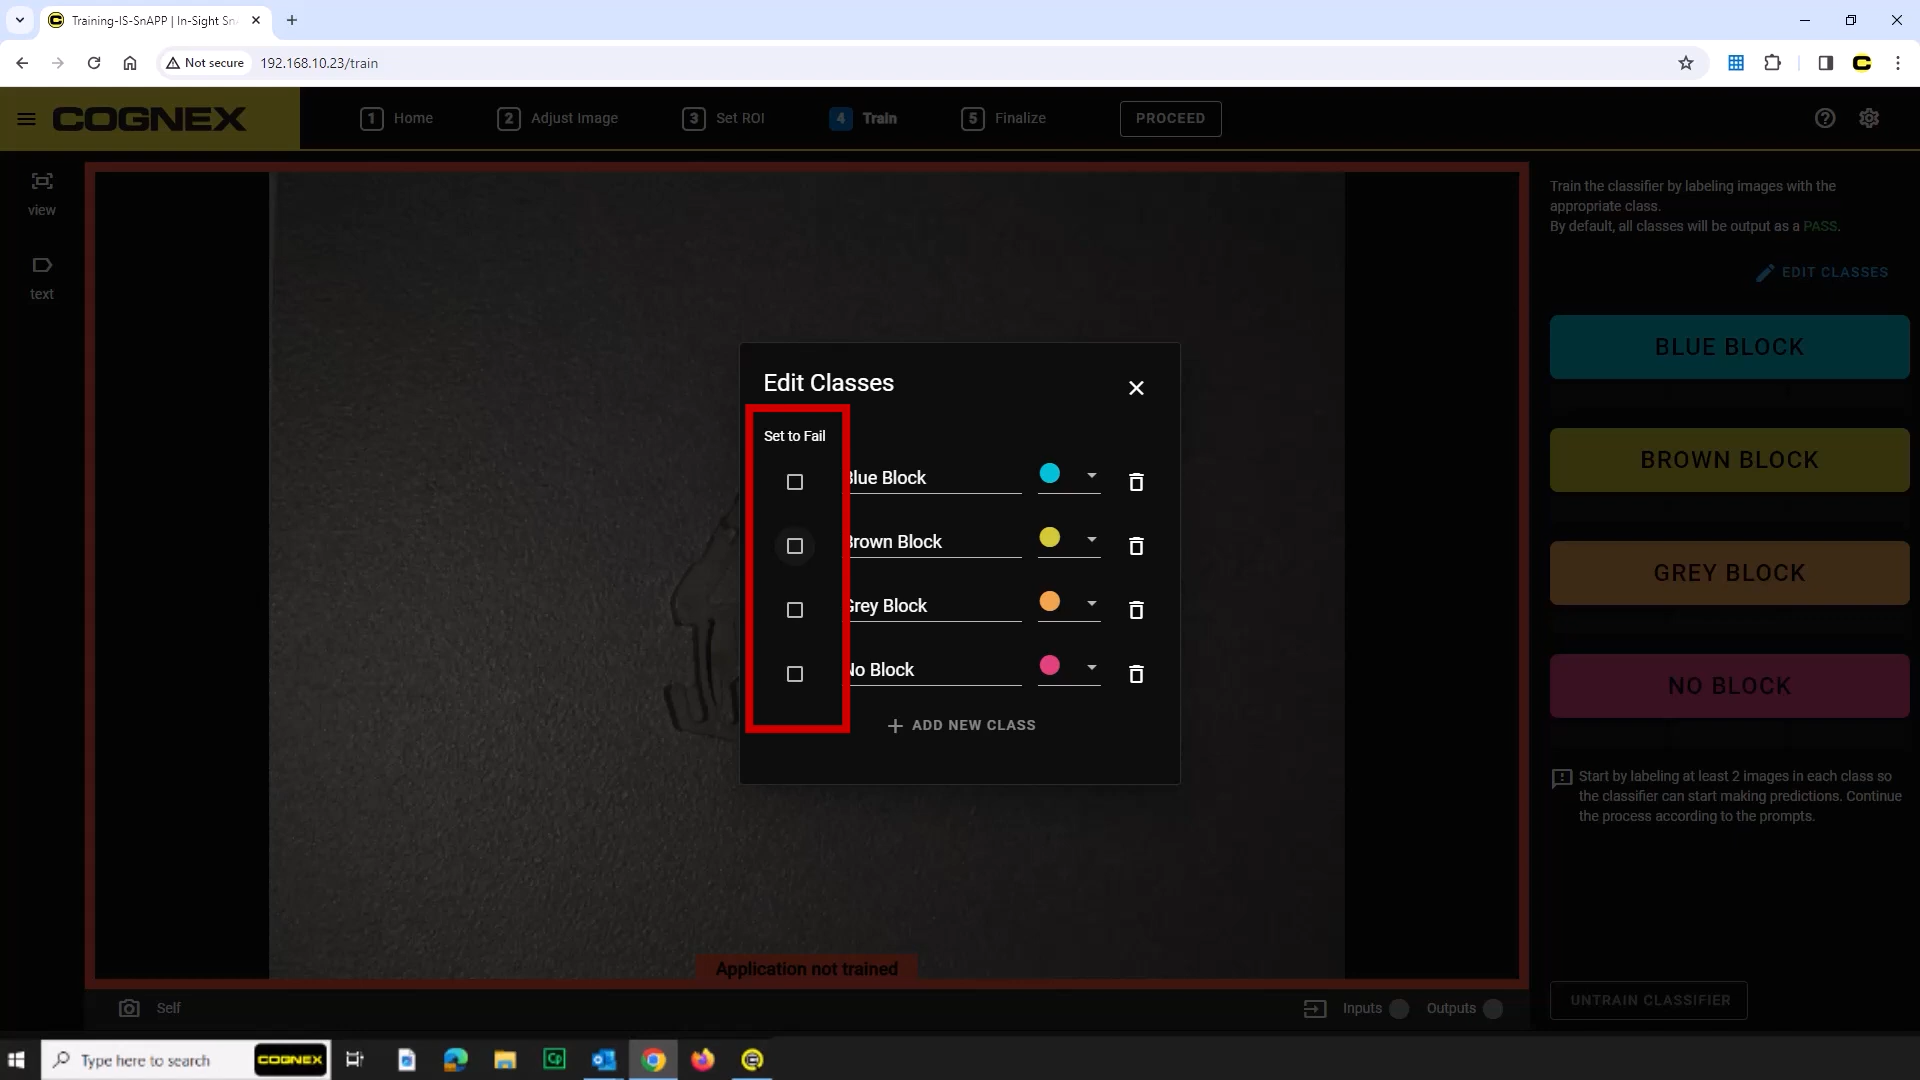 Training-IS-SnAPP | In-Sight Sn
Not secure
192.168.10.23/train
COGNEX
1 Home
2 Adjust Image
3 Set ROI
4 Train
5 Finalize
PROCEED
view
text
Train the classifier by labeling images with the
appropriate class.
By default, all classes will be output as a PASS.
EDIT CLASSES
BLUE BLOCK
BROWN BLOCK
GREY BLOCK
NO BLOCK
Start by labeling at least 2 images in each class so
the classifier can start making predictions. Continue
the process according to the prompts.
UNTRAIN CLASSIFIER
Edit Classes
Set to Fail
Blue Block
Brown Block
Grey Block
No Block
ADD NEW CLASS
Application not trained
Self
Inputs
Outputs
Type here to search
COGNEX
Cp